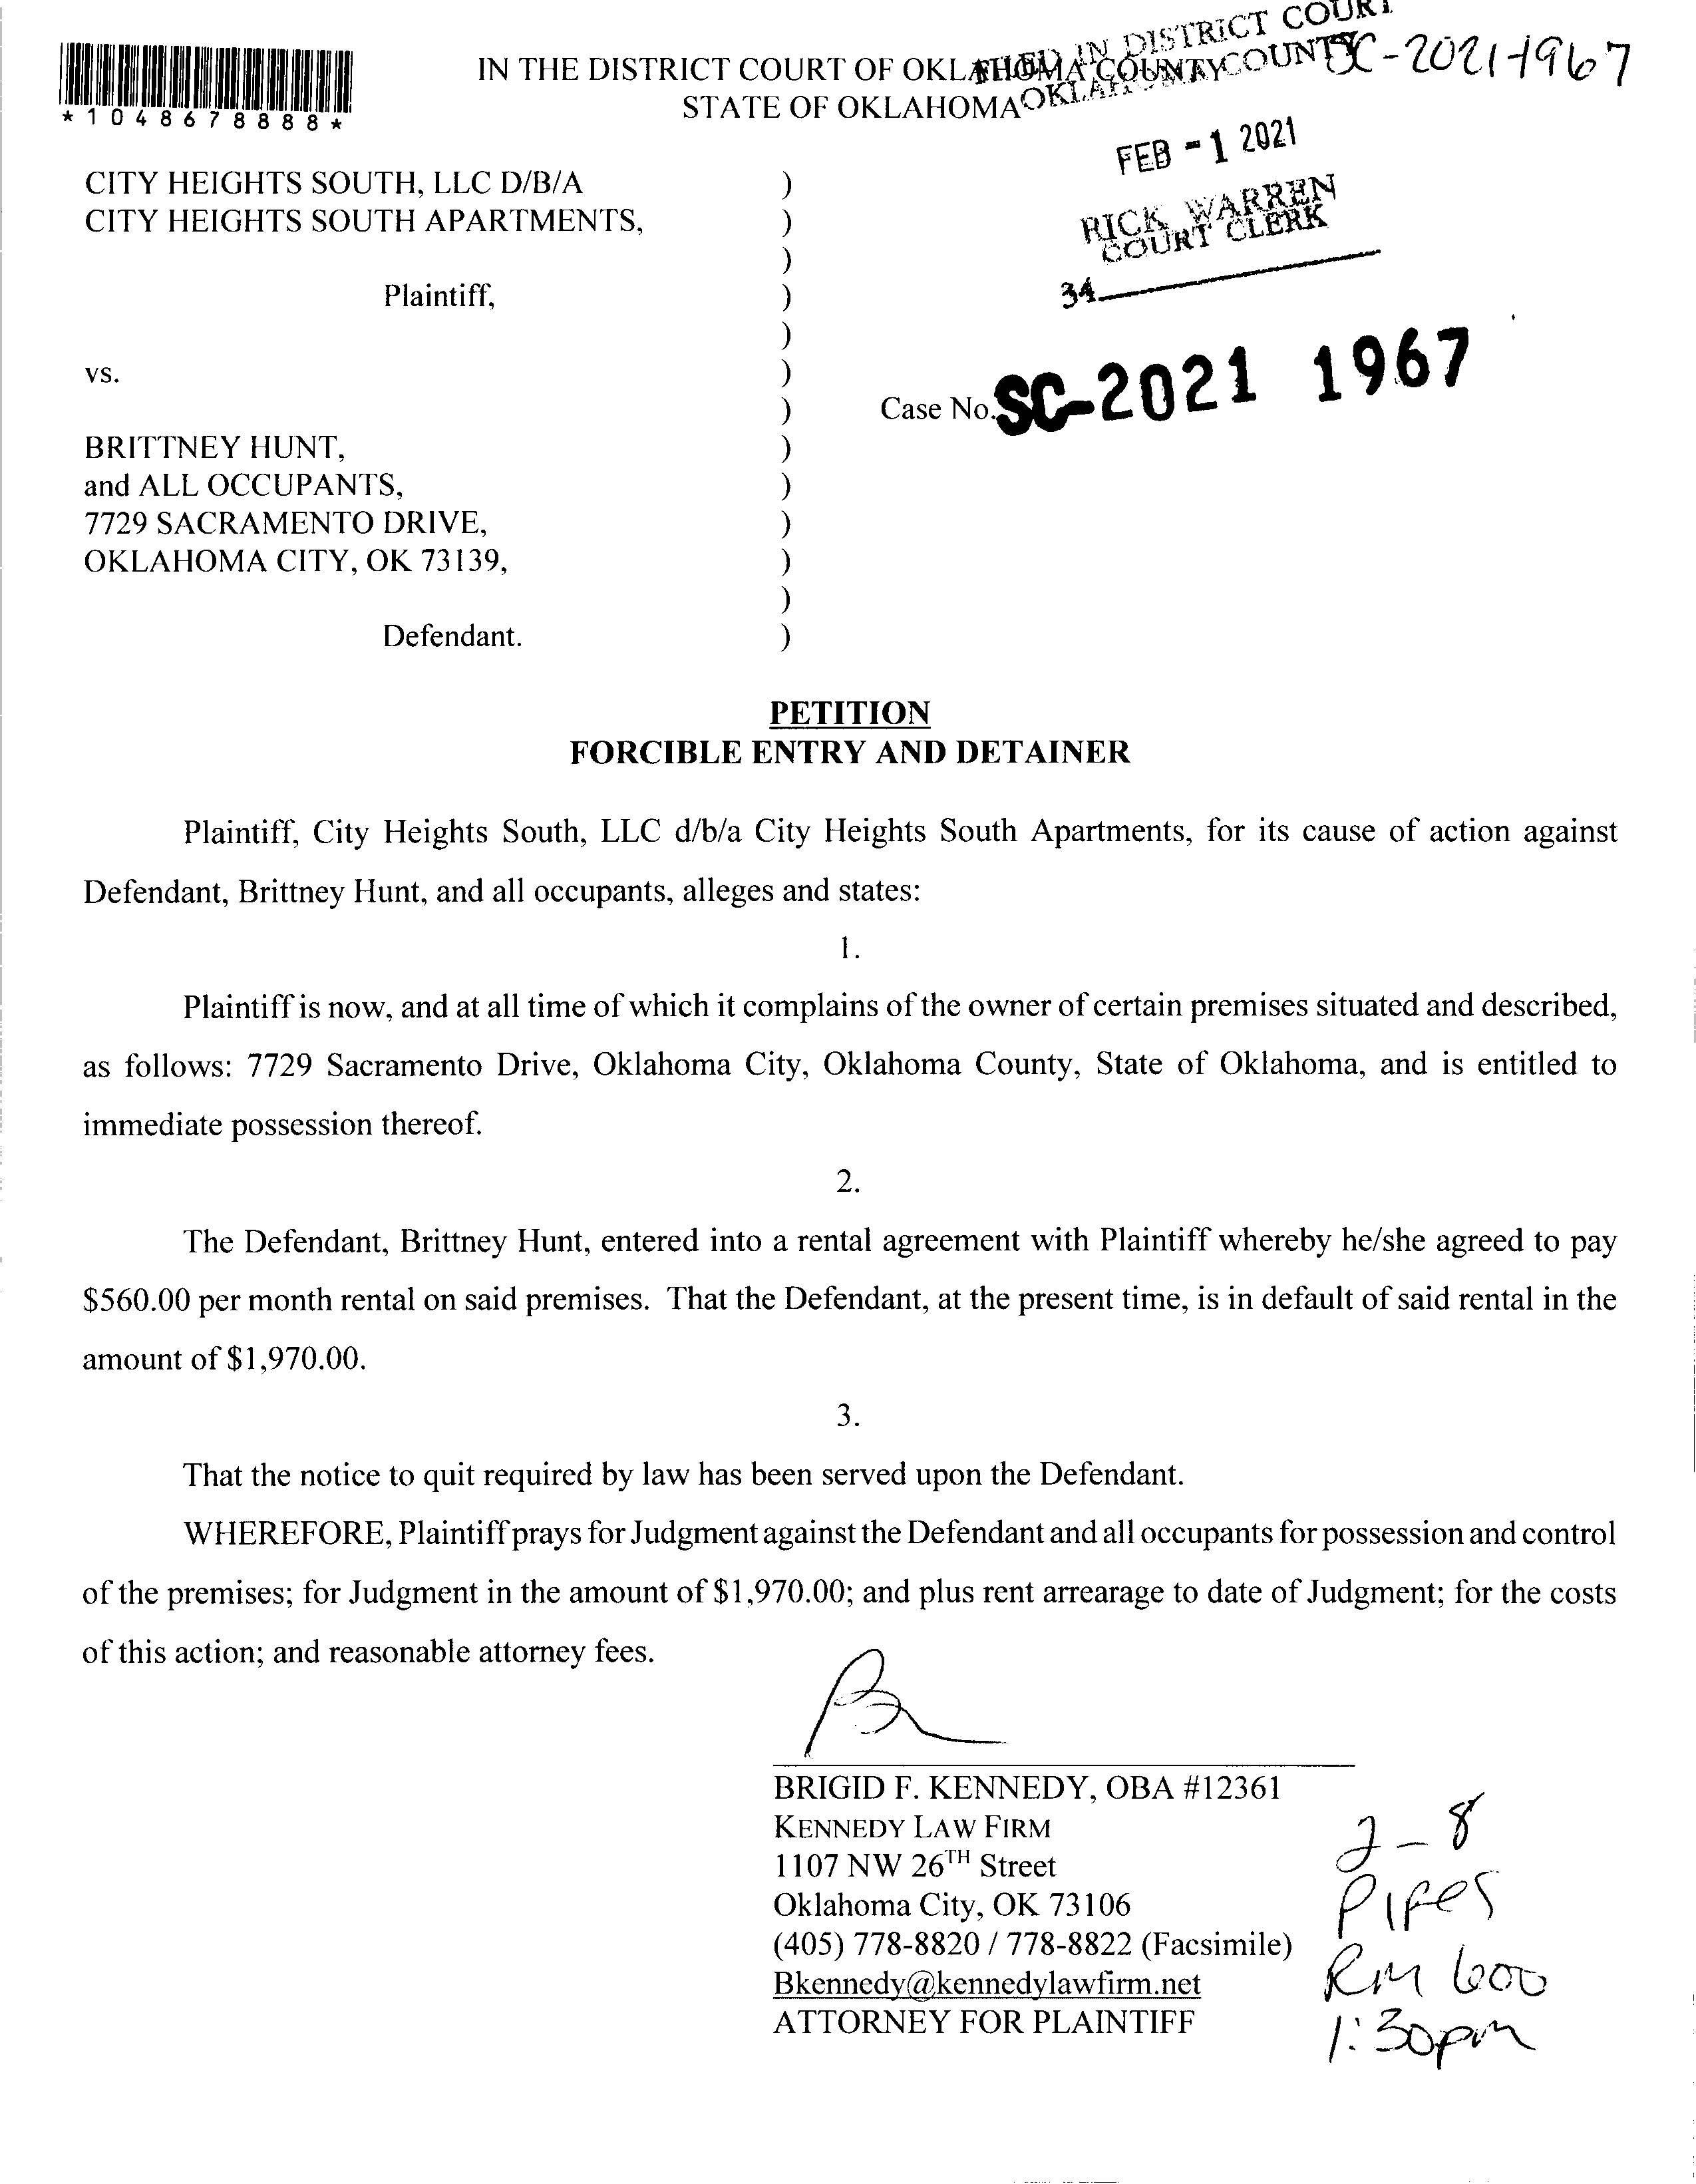 FILED IN DISTRICT COURT
OKLAHOMA COUNTY
SC-2021-1967
IN THE DISTRICT COURT OF OKLAHOMA COUNTY
STATE OF OKLAHOMA
*1048678888*
FEB -1 2021
RICK WARREN
COURT CLERK
34
CITY HEIGHTS SOUTH, LLC D/B/A )
CITY HEIGHTS SOUTH APARTMENTS, )
)
Plaintiff, )
)
vs. )
) Case No. SC-2021 1967
BRITTNEY HUNT, )
and ALL OCCUPANTS, )
7729 SACRAMENTO DRIVE, )
OKLAHOMA CITY, OK 73139, )
)
Defendant. )
PETITION
FORCIBLE ENTRY AND DETAINER
Plaintiff, City Heights South, LLC d/b/a City Heights South Apartments, for its cause of action against
Defendant, Brittney Hunt, and all occupants, alleges and states:
1.
Plaintiff is now, and at all time of which it complains of the owner of certain premises situated and described,
as follows: 7729 Sacramento Drive, Oklahoma City, Oklahoma County, State of Oklahoma, and is entitled to
immediate possession thereof.
2.
The Defendant, Brittney Hunt, entered into a rental agreement with Plaintiff whereby he/she agreed to pay
$560.00 per month rental on said premises. That the Defendant, at the present time, is in default of said rental in the
amount of $1,970.00.
3.
That the notice to quit required by law has been served upon the Defendant.
WHEREFORE, Plaintiff prays for Judgment against the Defendant and all occupants for possession and control
of the premises; for Judgment in the amount of $1,970.00; and plus rent arrearage to date of Judgment; for the costs
of this action; and reasonable attorney fees.
BRIGID F. KENNEDY, OBA #12361
KENNEDY LAW FIRM
1107 NW 26TH Street
Oklahoma City, OK 73106
(405) 778-8820 / 778-8822 (Facsimile)
Bkennedy@kennedylawfirm.net
ATTORNEY FOR PLAINTIFF
2-8
Pipes
RM 600
1:30pm